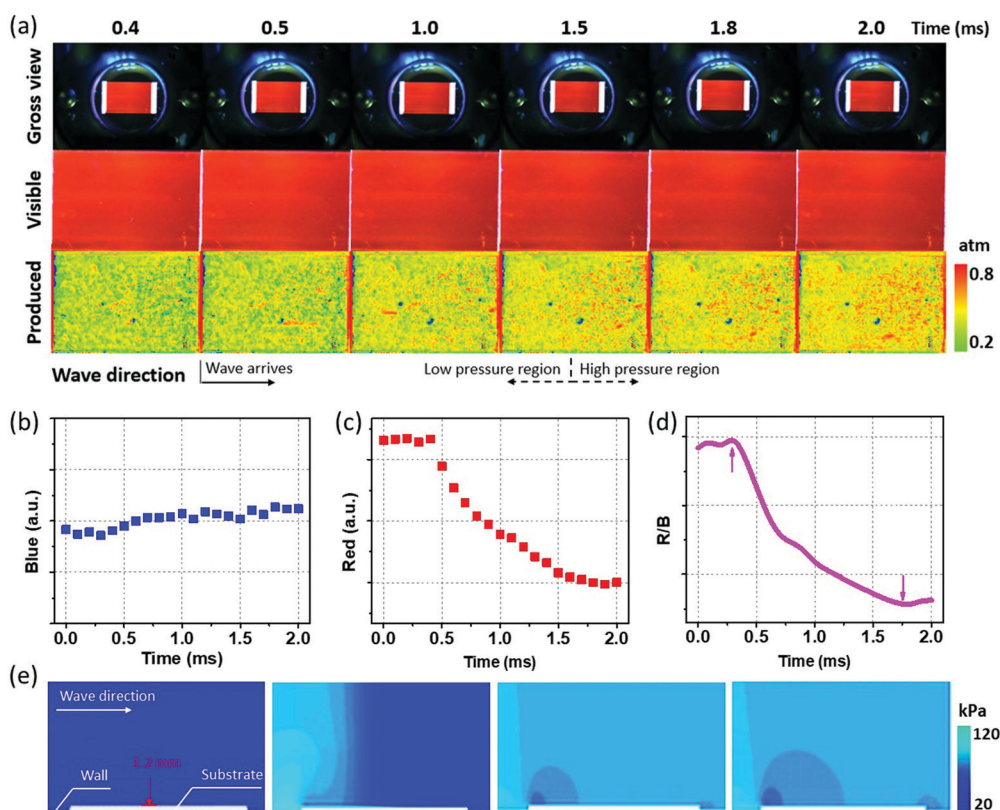 (a)
0.4 0.5 1.0 1.5 1.8 2.0 Time (ms)
Gross view
Visible
Produced
atm
0.8
0.2
Wave direction
Wave arrives
Low pressure region
High pressure region
(b)
Blue (a.u.)
0.0 0.5 1.0 1.5 2.0
Time (ms)
(c)
Red (a.u.)
0.0 0.5 1.0 1.5 2.0
Time (ms)
(d)
R/B
0.0 0.5 1.0 1.5 2.0
Time (ms)
(e)
Wave direction
1.2 mm
Wall
Substrate
kPa
120
20